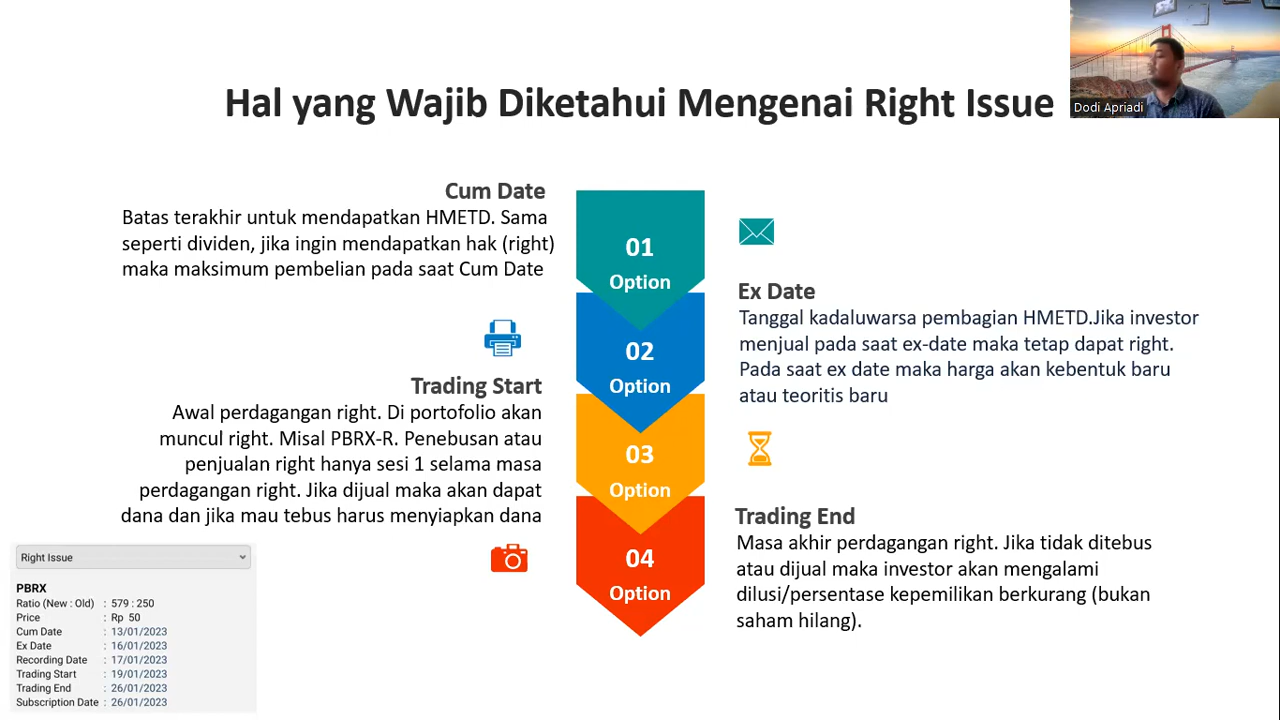 Hal yang Wajib Diketahui Mengenai Right Issue
Dodi Apriadi
Cum Date
Batas terakhir untuk mendapatkan HMETD. Sama
seperti dividen, jika ingin mendapatkan hak (right)
maka maksimum pembelian pada saat Cum Date
01
Option
Ex Date
Tanggal kadaluwarsa pembagian HMETD.Jika investor
menjual pada saat ex-date maka tetap dapat right.
Pada saat ex date maka harga akan kebentuk baru
atau teoritis baru
02
Option
Trading Start
Awal perdagangan right. Di portofolio akan
muncul right. Misal PBRX-R. Penebusan atau
penjualan right hanya sesi 1 selama masa
perdagangan right. Jika dijual maka akan dapat
dana dan jika mau tebus harus menyiapkan dana
03
Option
Trading End
Masa akhir perdagangan right. Jika tidak ditebus
atau dijual maka investor akan mengalami
dilusi/persentase kepemilikan berkurang (bukan
saham hilang).
04
Option
Right Issue
PBRX
Ratio (New : Old) : 579 : 250
Price : Rp 50
Cum Date : 13/01/2023
Ex Date : 16/01/2023
Recording Date : 17/01/2023
Trading Start : 19/01/2023
Trading End : 26/01/2023
Subscription Date : 26/01/2023